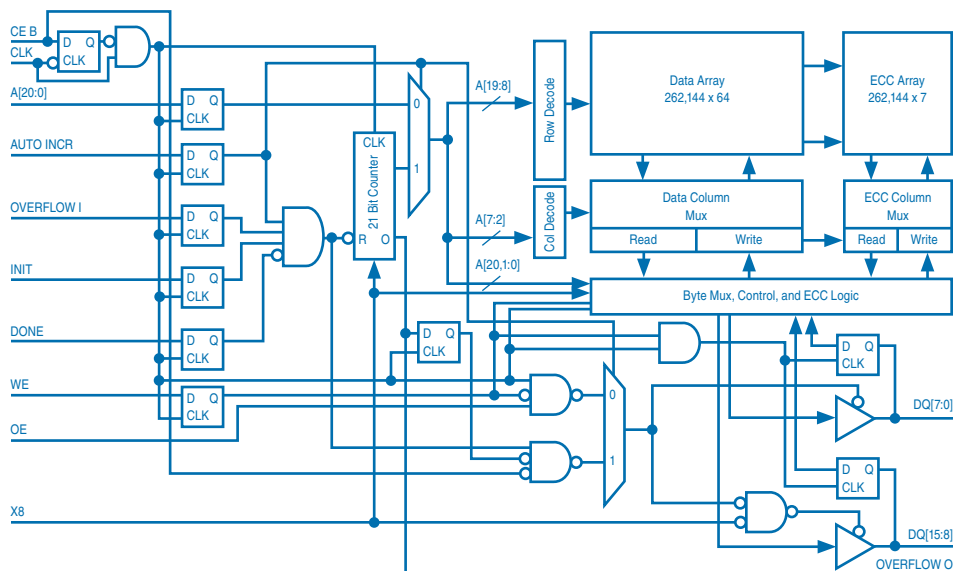 CE B
CLK
A[20:0]
AUTO INCR
OVERFLOW I
INIT
DONE
WE
OE
X8
D Q
CLK
D Q
CLK
D Q
CLK
D Q
CLK
D Q
CLK
D Q
CLK
D Q
CLK
CLK
21 Bit Counter
R O
0
1
A[19:8]
A[7:2]
A[20,1:0]
Row Decode
Col Decode
Data Array
262,144 x 64
ECC Array
262,144 x 7
Data Column
Mux
Read Write
ECC Column
Mux
Read Write
Byte Mux, Control, and ECC Logic
D Q
CLK
0
1
D Q
CLK
DQ[7:0]
D Q
CLK
DQ[15:8]
OVERFLOW O